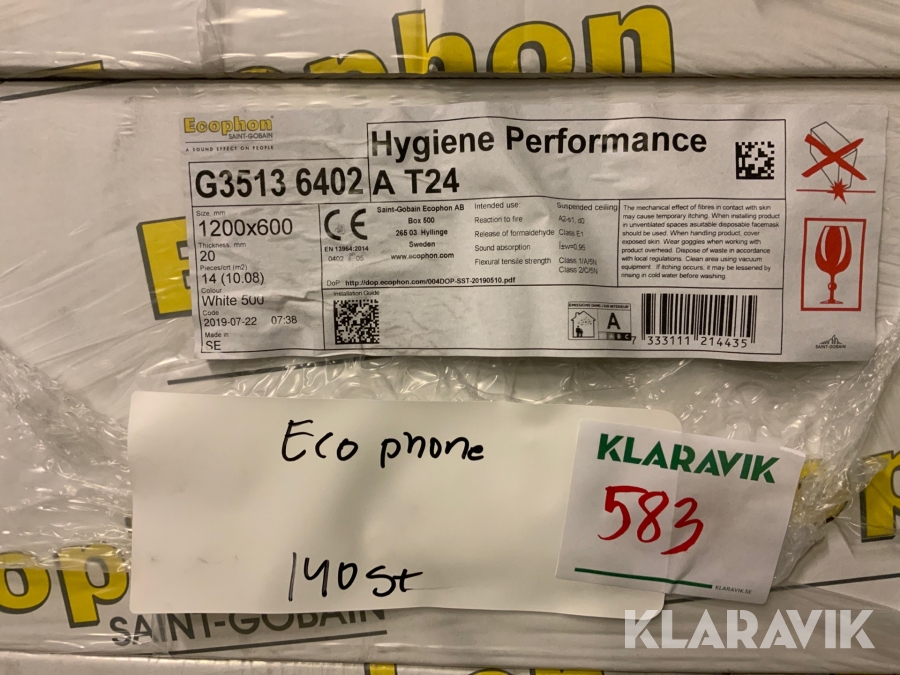 Ecophon
Ecophon
SAINT-GOBAIN
A SOUND EFFECT ON PEOPLE
Hygiene Performance
G3513 6402 A T24
Size, mm
1200x600
Thickness, mm
20
Pieces/crt (m2)
14 (10.08)
Colour
White 500
Code
2019-07-22 07:38
Made in
SE
CE
EN 13964:2014
0402
Saint-Gobain Ecophon AB
Box 500
265 03 Hyllinge
Sweden
www.ecophon.com
Intended use Suspended ceiling
Reaction to fire A2-s1, d0
Release of formaldehyde Class E1
Sound absorption
Flexural tensile strength Class 1/A/5N
Class 2/C/5N
DoP: http://dop.ecophon.com/004DOP-SST-20190510.pdf
Installation Guide
A
7 333111 214435
The mechanical effect of fibres in contact with skin
may cause temporary itching. When installing product
in unventilated spaces asuitable disposable facemask
should be used. When handling product, cover
exposed skin. Wear goggles when working with
product overhead. Dispose of waste in accordance
with local regulations. Clean area using vacuum
equipment. If itching occurs, it may be lessened by
rinsing in cold water before washing.
SAINT-GOBAIN
Eco phone
140 st
KLARAVIK
583
KLARAVIK.SE
SAINT-GOBAIN
KLARAVIK